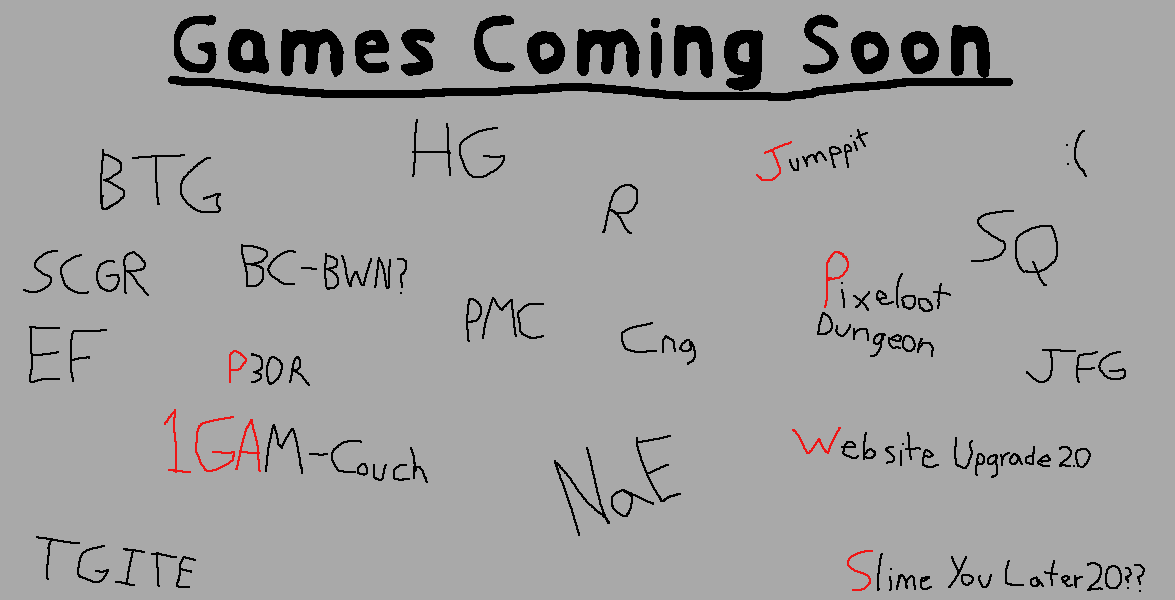 Games Coming Soon
BTG
HG
Jumppit
:(
R
SQ
SCGR
BC-BWN?
Pixeloot
Dungeon
PMC
Cng
EF
P30R
JFG
1GAM-Couch
Website Upgrade 2.0
NaE
TGITE
Slime You Later 2.0??